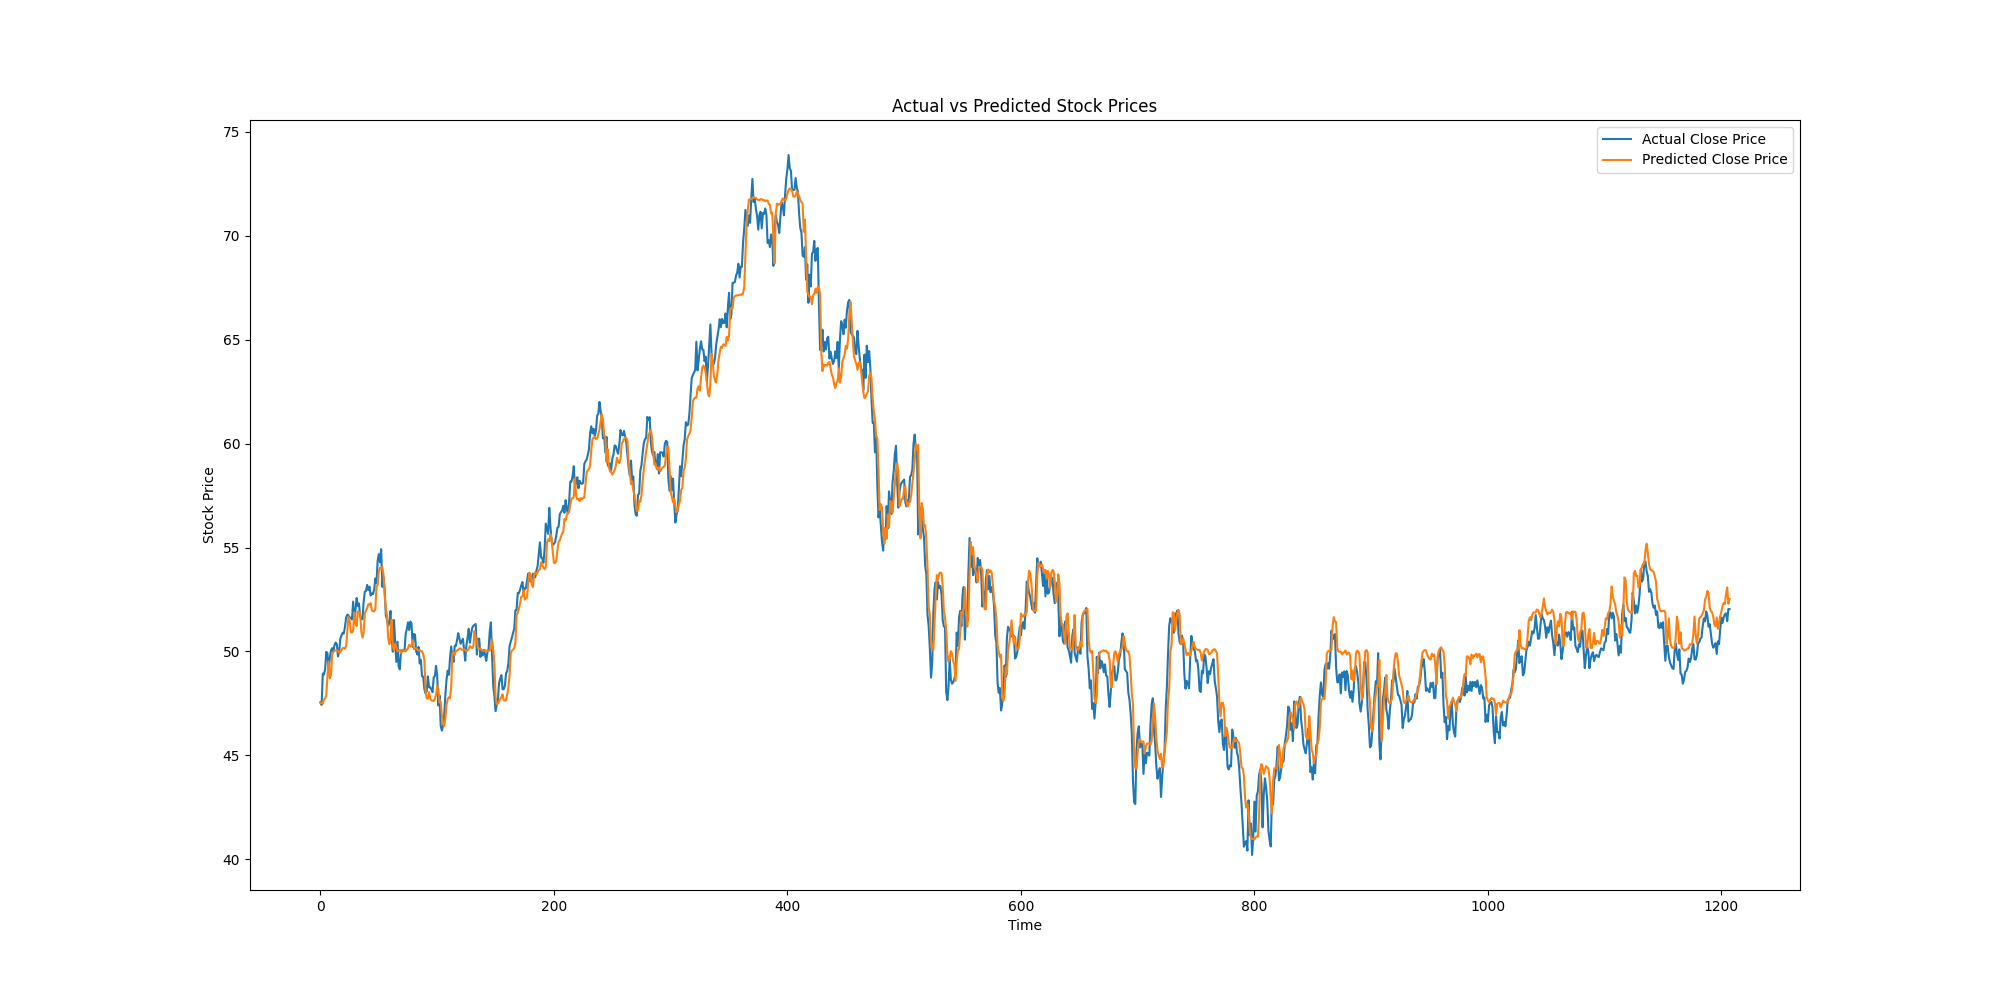 Actual vs Predicted Stock Prices
Actual Close Price
Predicted Close Price
75
70
65
60
55
50
45
40
Stock Price
0 200 400 600 800 1000 1200
Time